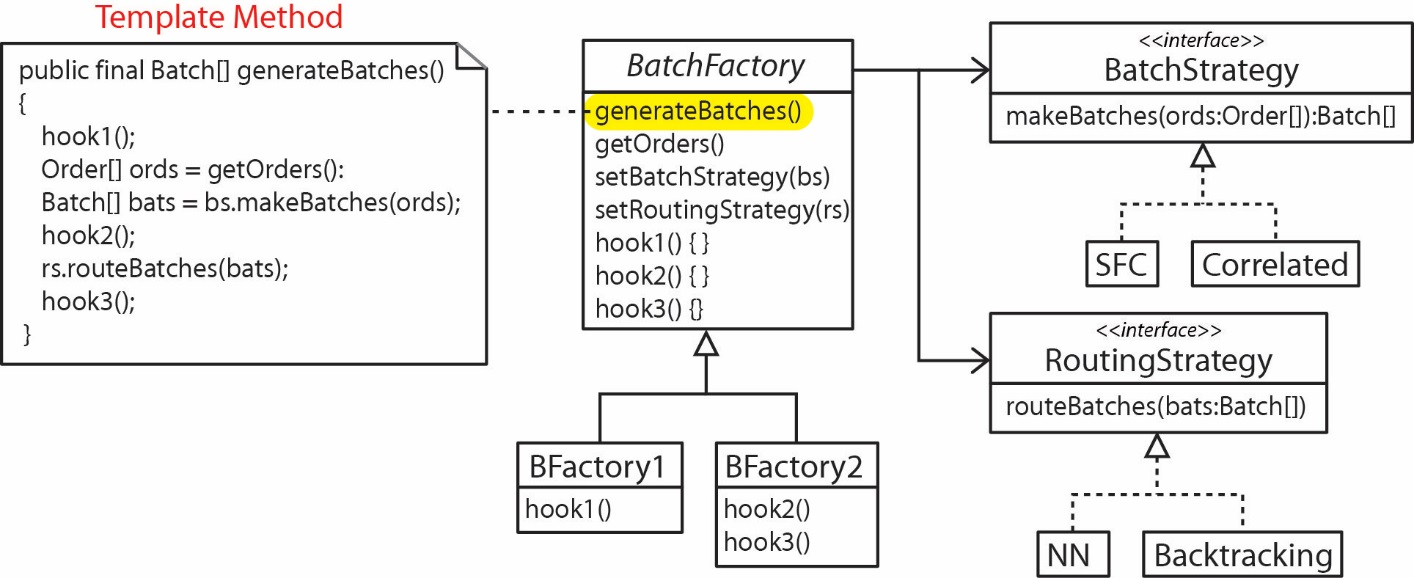 Template Method
public final Batch[] generateBatches()
{
hook1();
Order[] ords = getOrders():
Batch[] bats = bs.makeBatches(ords);
hook2();
rs.routeBatches(bats);
hook3();
}
BatchFactory
generateBatches()
getOrders()
setBatchStrategy(bs)
setRoutingStrategy(rs)
hook1() { }
hook2() { }
hook3() {}
BFactory1
hook1()
BFactory2
hook2()
hook3()
<<interface>>
BatchStrategy
makeBatches(ords:Order[]):Batch[]
SFC
Correlated
<<interface>>
RoutingStrategy
routeBatches(bats:Batch[])
NN
Backtracking